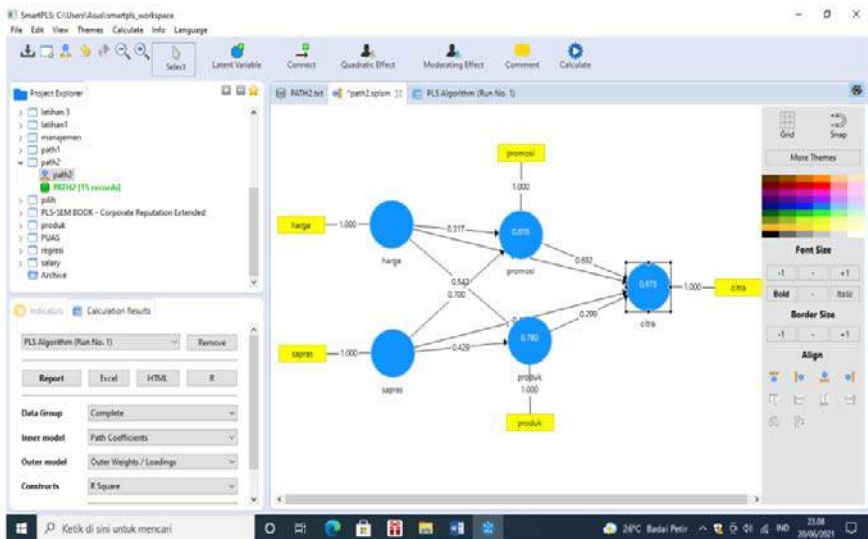 SmartPLS: C:\Users\Asus\smartpls_workspace
File Edit View Themes Calculate Info Language
Select
Latent Variable
Connect
Quadratic Effect
Moderating Effect
Comment
Calculate
Project Explorer
latihan 3
latihan1
manajemen
path1
path2
path2
PATH2 [15 records]
pilih
PLS-SEM BOOK - Corporate Reputation Extended
produk
PUAS
regresi
salary
Archive
Indicators
Calculation Results
PLS Algorithm (Run No. 1)
Remove
Report
Excel
HTML
R
Data Group
Complete
Inner model
Path Coefficients
Outer model
Outer Weights / Loadings
Constructs
R Square
PATH2.txt
*path2.splsm
PLS Algorithm (Run No. 1)
promosi
1.000
harga
1.000
harga
0.317
promosi
0.692
0.542
0.700
0.975
1.000
citra
citra
sapras
1.000
sapras
0.429
0.299
0.780
produk
1.000
produk
Grid
Snap
More Themes
Font Size
-1
-
+1
Bold
-
Italic
Border Size
-1
-
+1
Align
Ketik di sini untuk mencari
26°C Badai Petir
IND
23.08
20/06/2021